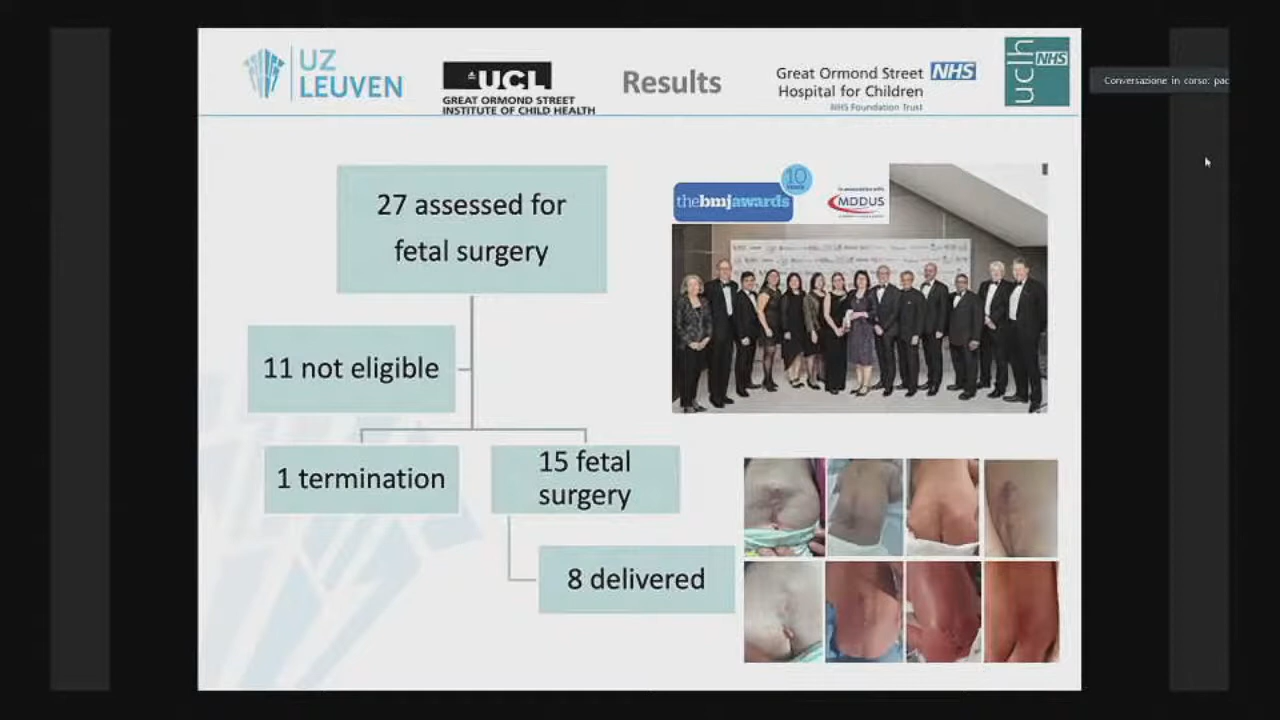 UZ
LEUVEN
UCL
GREAT ORMOND STREET
INSTITUTE OF CHILD HEALTH
Results
Great Ormond Street
Hospital for Children
NHS
NHS Foundation Trust
uclh
NHS
Conversazione in corso: pac
27 assessed for
fetal surgery
11 not eligible
1 termination
15 fetal
surgery
8 delivered
thebmjawards
10
In association with
MDDUS